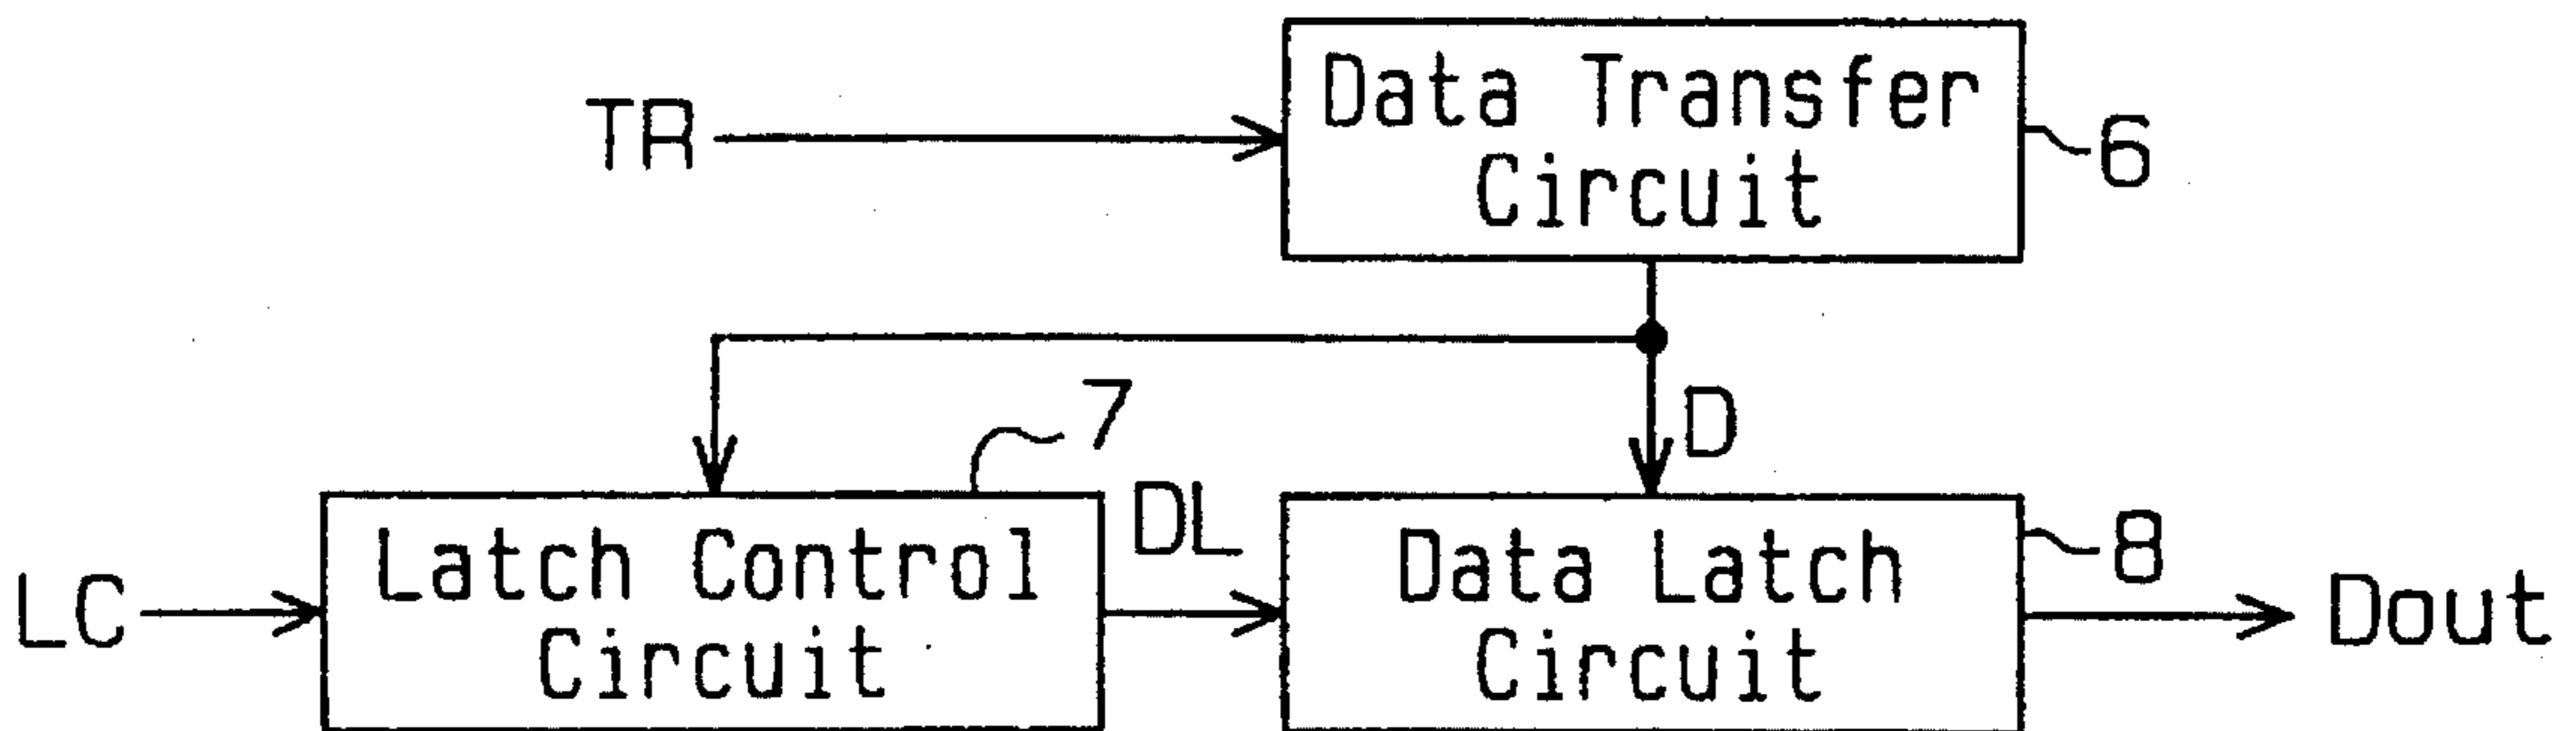 Data Transfer
Circuit
TR
6
D
7
Latch Control
Circuit
LC
DL
Data Latch
Circuit
8
Dout